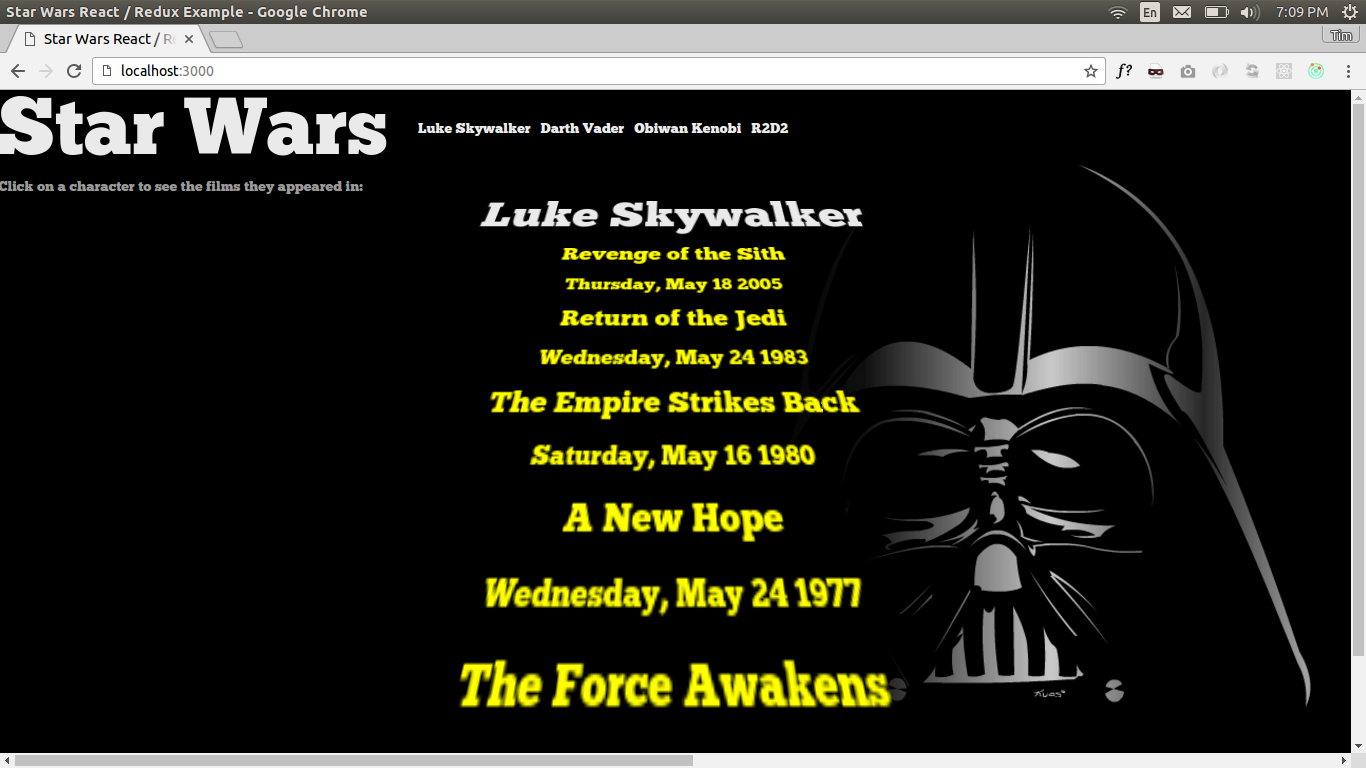 Star Wars React / Redux Example - Google Chrome
En
7:09 PM
Star Wars React / Re
Tim
localhost:3000
f?
Star Wars
Luke Skywalker Darth Vader Obiwan Kenobi R2D2
Click on a character to see the films they appeared in:
Luke Skywalker
Revenge of the Sith
Thursday, May 18 2005
Return of the Jedi
Wednesday, May 24 1983
The Empire Strikes Back
Saturday, May 16 1980
A New Hope
Wednesday, May 24 1977
The Force Awakens